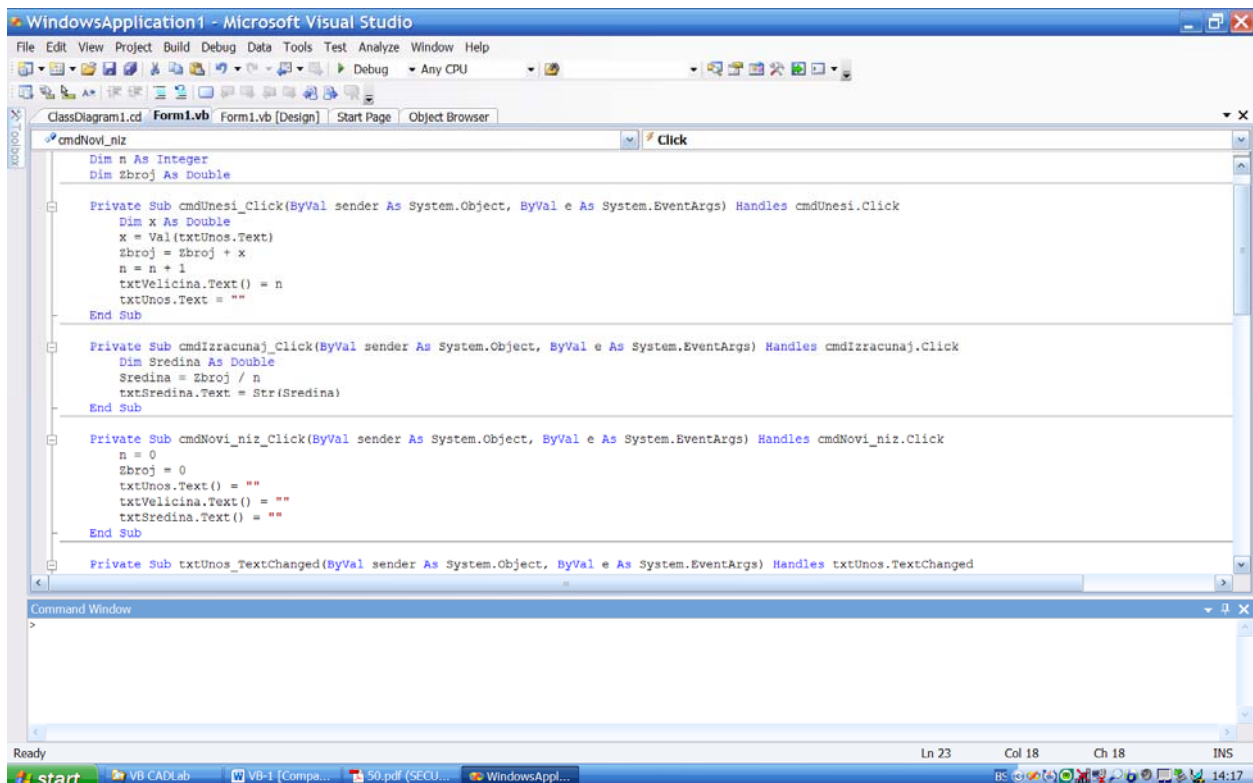 WindowsApplication1 - Microsoft Visual Studio
File Edit View Project Build Debug Data Tools Test Analyze Window Help
Debug Any CPU
Toolbox
ClassDiagram1.cd Form1.vb Form1.vb [Design] Start Page Object Browser
cmdNovi_niz Click
Dim n As Integer
Dim Zbroj As Double
Private Sub cmdUnesi_Click(ByVal sender As System.Object, ByVal e As System.EventArgs) Handles cmdUnesi.Click
Dim x As Double
x = Val(txtUnos.Text)
Zbroj = Zbroj + x
n = n + 1
txtVelicina.Text() = n
txtUnos.Text = ""
End Sub
Private Sub cmdIzracunaj_Click(ByVal sender As System.Object, ByVal e As System.EventArgs) Handles cmdIzracunaj.Click
Dim Sredina As Double
Sredina = Zbroj / n
txtSredina.Text = Str(Sredina)
End Sub
Private Sub cmdNovi_niz_Click(ByVal sender As System.Object, ByVal e As System.EventArgs) Handles cmdNovi_niz.Click
n = 0
Zbroj = 0
txtUnos.Text() = ""
txtVelicina.Text() = ""
txtSredina.Text() = ""
End Sub
Private Sub txtUnos_TextChanged(ByVal sender As System.Object, ByVal e As System.EventArgs) Handles txtUnos.TextChanged
Command Window
>
Ready Ln 23 Col 18 Ch 18 INS
start VB CADLab VB-1 [Compa... 50.pdf (SECU... WindowsAppl... BS 14:17